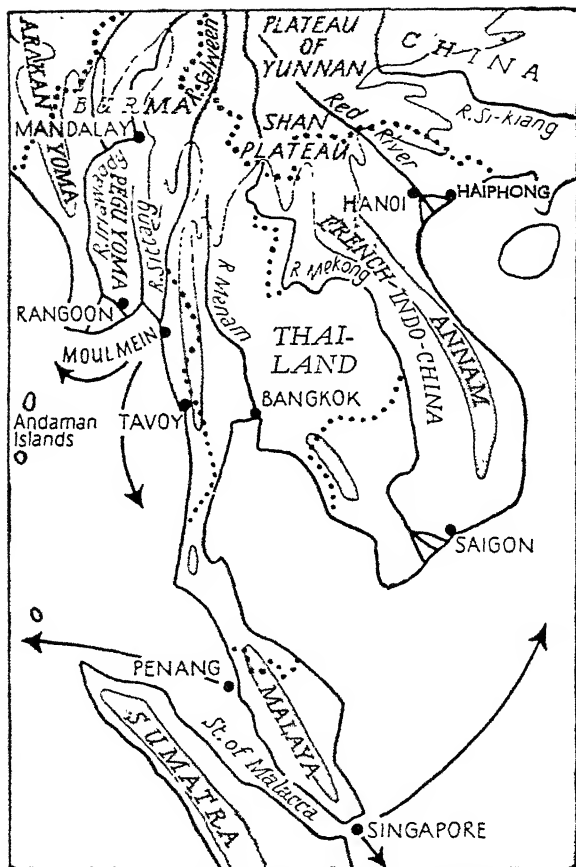 PLATEAU
OF
YUNNAN
CHINA
ARAKAN YOMA
BURMA
R. Salween
MANDALAY
SHAN
PLATEAU
Red River
R. Si-kiang
HANOI
HAIPHONG
PEGU YOMA
R. Sittang
R. Menam
R. Mekong
FRENCH-INDO-CHINA
ANNAM
RANGOON
MOULMEIN
THAI-
LAND
Andaman
Islands
TAVOY
BANGKOK
SAIGON
PENANG
MALAYA
St. of Malacca
SUMATRA
SINGAPORE